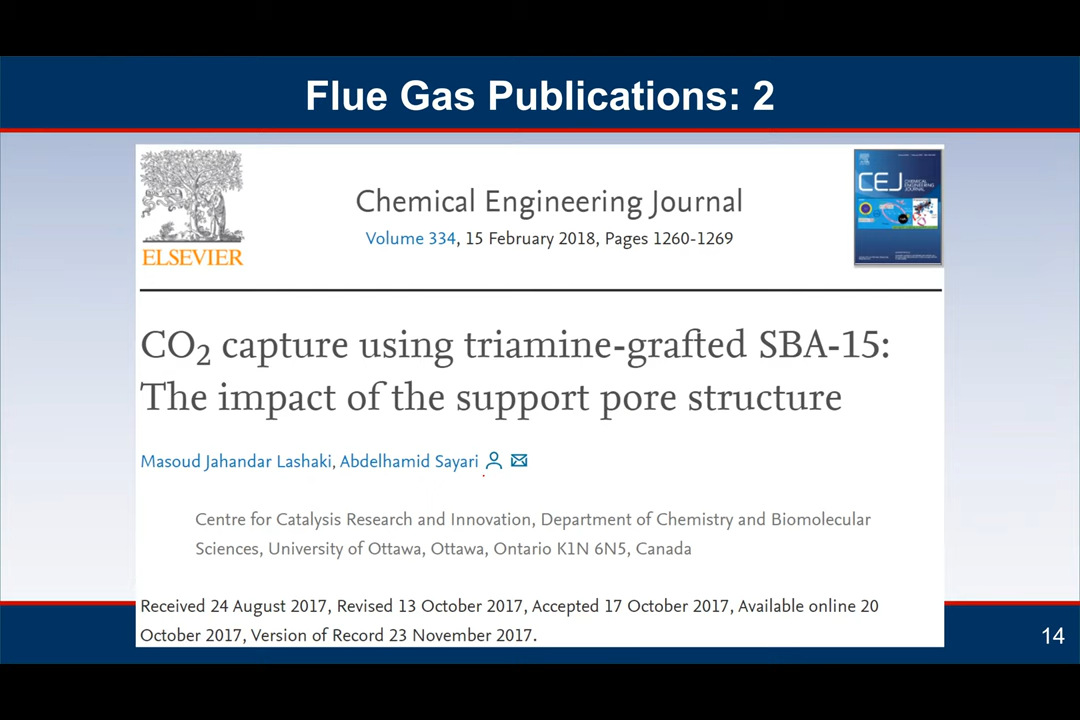 Flue Gas Publications: 2
ELSEVIER
Chemical Engineering Journal
Volume 334, 15 February 2018, Pages 1260-1269
CEJ
CHEMICAL
ENGINEERING
JOURNAL
CO₂ capture using triamine-grafted SBA-15:
The impact of the support pore structure
Masoud Jahandar Lashaki, Abdelhamid Sayari
Centre for Catalysis Research and Innovation, Department of Chemistry and Biomolecular
Sciences, University of Ottawa, Ottawa, Ontario K1N 6N5, Canada
Received 24 August 2017, Revised 13 October 2017, Accepted 17 October 2017, Available online 20
October 2017, Version of Record 23 November 2017.
14